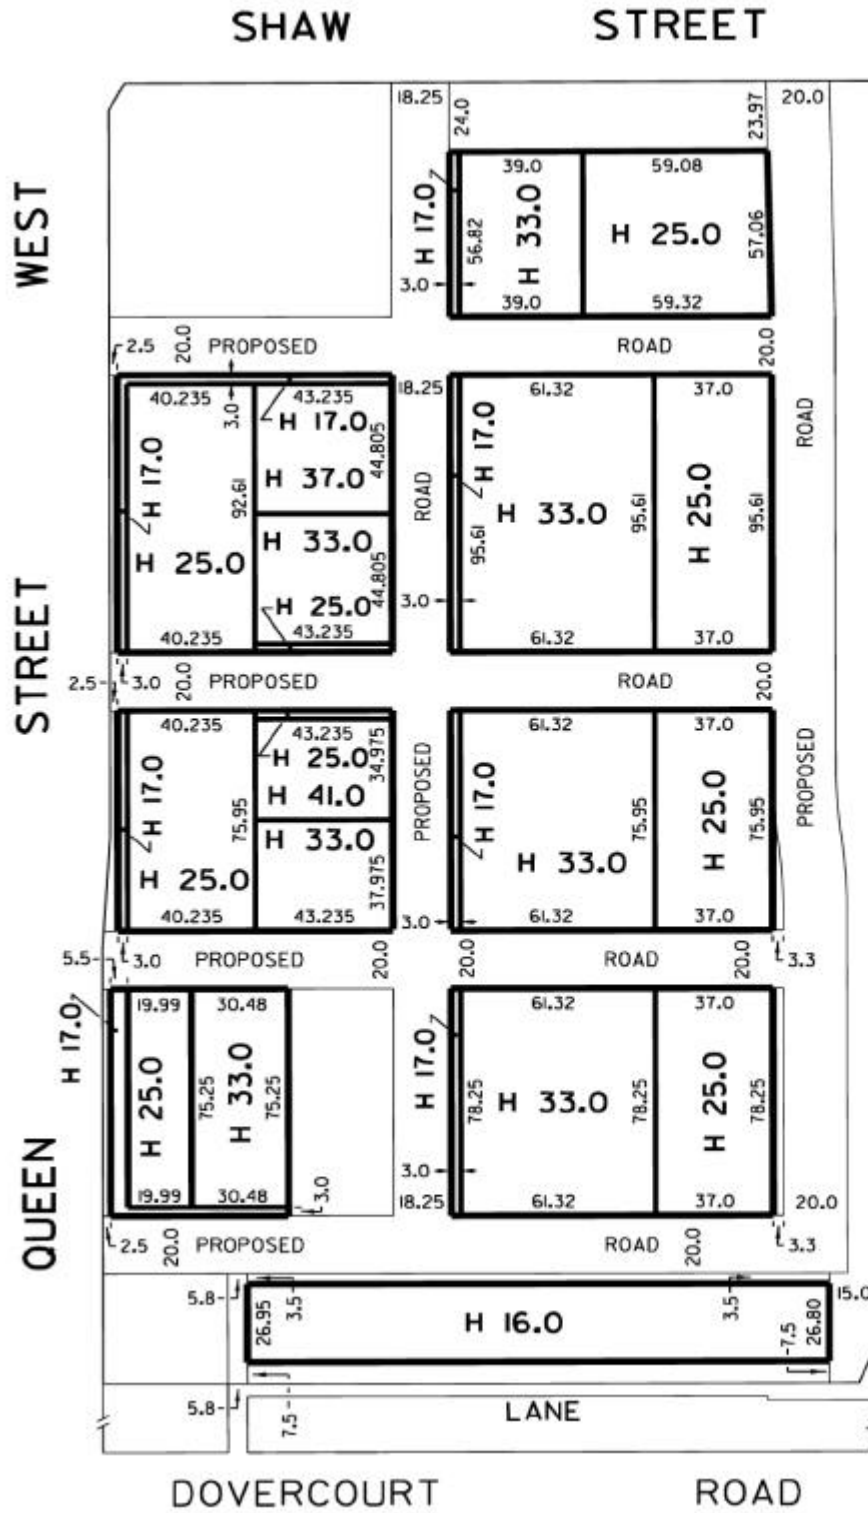 SHAW STREET
WEST
STREET
QUEEN
18.25
24.0
23.97
20.0
39.0
59.08
H 17.0
H 33.0
56.82
H 25.0
57.06
3.0
39.0
59.32
2.5
20.0
PROPOSED
ROAD
20.0
40.235
3.0
43.235
18.25
61.32
37.0
H 17.0
H 17.0
44.805
H 37.0
H 17.0
ROAD
ROAD
92.61
H 33.0
H 33.0
95.61
95.61
H 25.0
95.61
H 25.0
H 25.0
44.805
3.0
40.235
43.235
61.32
37.0
2.5
3.0
20.0
PROPOSED
ROAD
20.0
40.235
43.235
61.32
37.0
H 17.0
H 25.0
34.975
H 41.0
PROPOSED
H 17.0
PROPOSED
75.95
H 33.0
H 33.0
75.95
H 25.0
75.95
H 25.0
37.975
3.0
40.235
43.235
61.32
37.0
5.5
3.0
PROPOSED
20.0
20.0
ROAD
20.0
3.3
19.99
30.48
61.32
37.0
H 17.0
H 25.0
75.25
H 33.0
75.25
H 17.0
78.25
H 33.0
78.25
H 25.0
78.25
3.0
19.99
30.48
3.0
18.25
61.32
37.0
20.0
2.5
20.0
PROPOSED
ROAD
20.0
3.3
5.8
26.95
3.5
H 16.0
3.5
7.5
26.80
15.0
5.8
7.5
LANE
DOVERCOURT ROAD